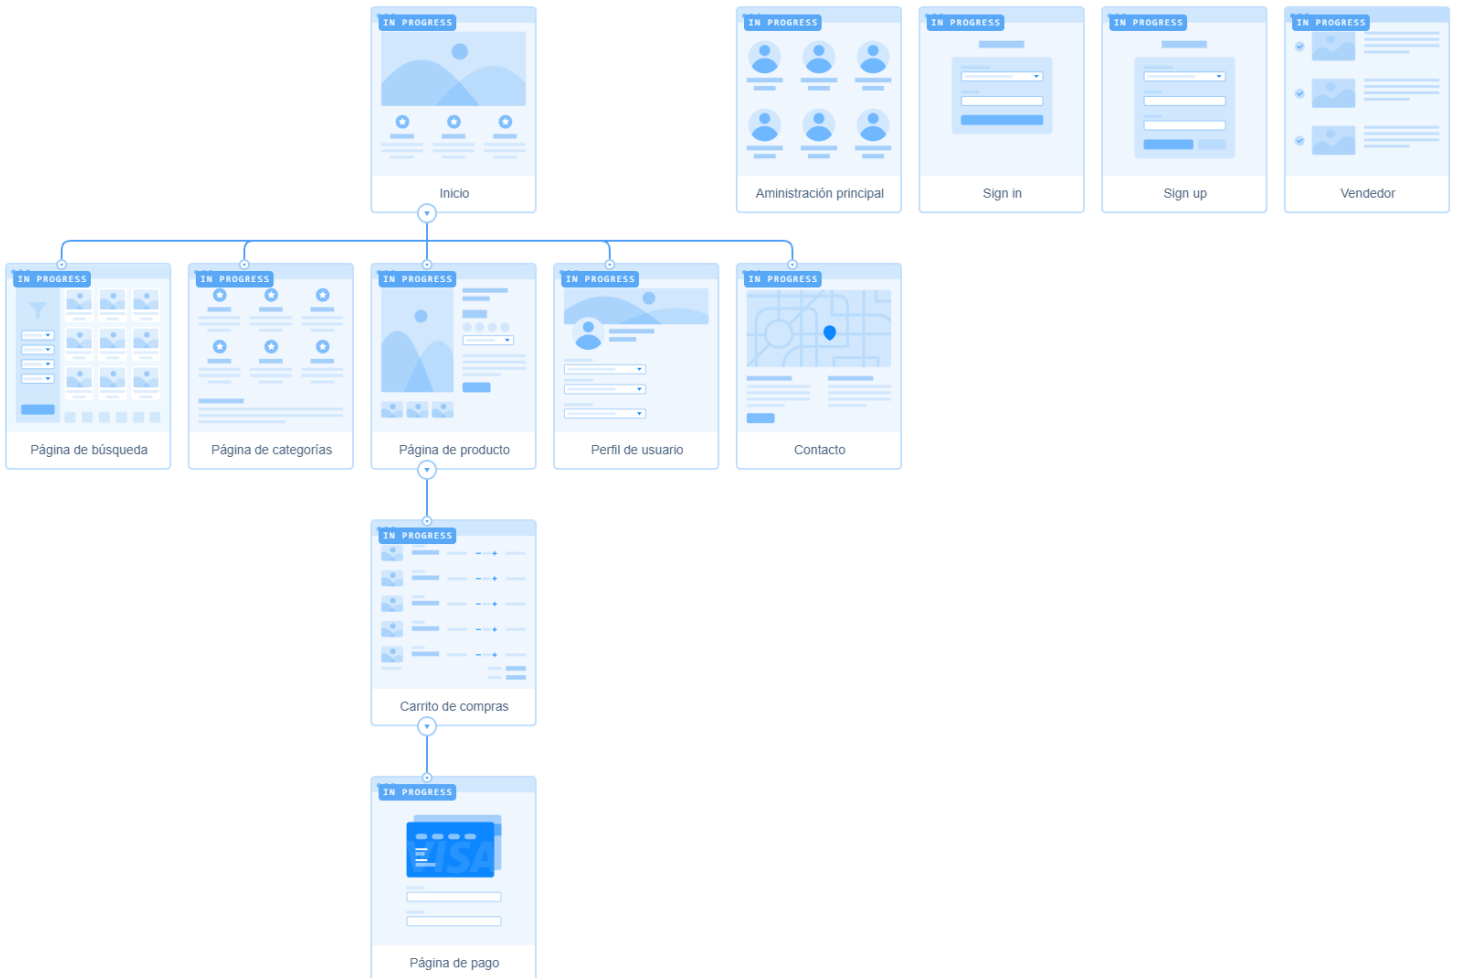 IN PROGRESS
Inicio
IN PROGRESS
Aministración principal
IN PROGRESS
Sign in
IN PROGRESS
Sign up
IN PROGRESS
Vendedor
IN PROGRESS
Página de búsqueda
IN PROGRESS
Página de categorías
IN PROGRESS
Página de producto
IN PROGRESS
Perfil de usuario
IN PROGRESS
Contacto
IN PROGRESS
Carrito de compras
IN PROGRESS
VISA
Página de pago